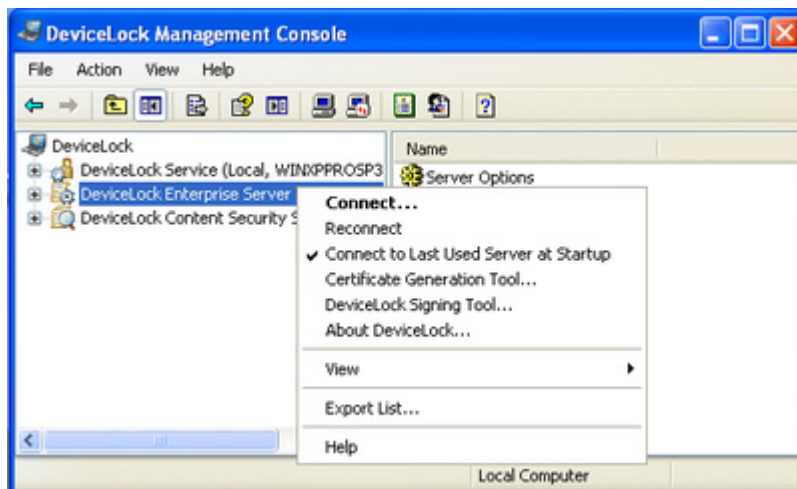 DeviceLock Management Console
File Action View Help
DeviceLock
DeviceLock Service (Local, WINXPPROSP3
DeviceLock Enterprise Server
DeviceLock Content Security S
Name
Server Options
Connect...
Reconnect
Connect to Last Used Server at Startup
Certificate Generation Tool...
DeviceLock Signing Tool...
About DeviceLock...
View
Export List...
Help
Local Computer